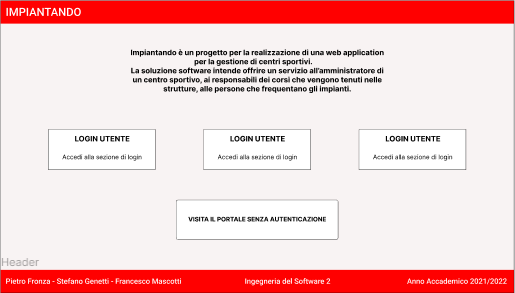 IMPIANTANDO
Impiantando è un progetto per la realizzazione di una web application
per la gestione di centri sportivi.
La soluzione software intende offrire un servizio all'amministratore di
un centro sportivo, ai responsabili dei corsi che vengono tenuti nelle
strutture, alle persone che frequentano gli impianti.
LOGIN UTENTE
Accedi alla sezione di login
LOGIN UTENTE
Accedi alla sezione di login
LOGIN UTENTE
Accedi alla sezione di login
VISITA IL PORTALE SENZA AUTENTICAZIONE
Header
Pietro Fronza - Stefano Genetti - Francesco Mascotti
Ingegneria del Software 2
Anno Accademico 2021/2022